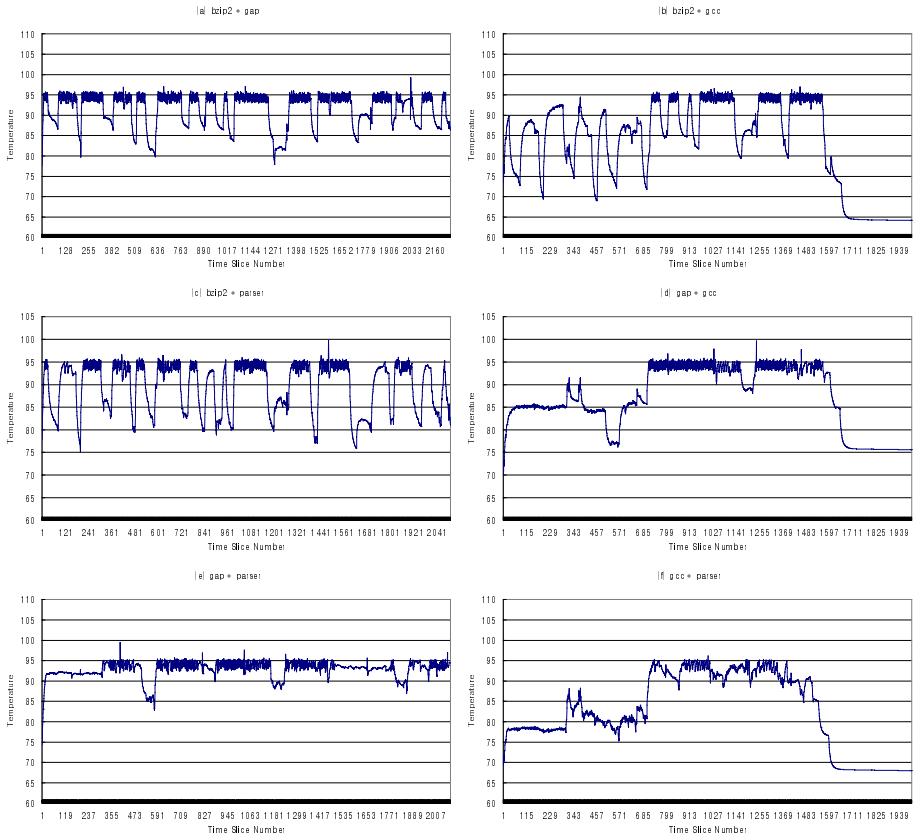 (a) bzip2 + gap
110
105
100
95
90
85
80
75
70
65
60
Temperature
1 128 255 382 509 636 763 890 1017 1144 1271 1398 1525 1652 1779 1906 2033 2160
Time Slice Number
(b) bzip2 + gcc
110
105
100
95
90
85
80
75
70
65
60
Temperature
1 115 229 343 457 571 685 799 913 1027 1141 1255 1369 1483 1597 1711 1825 1939
Time Slice Number
(c) bzip2 + parser
105
100
95
90
85
80
75
70
65
60
Temperature
1 121 241 361 481 601 721 841 961 1081 1201 1321 1441 1561 1681 1801 1921 2041
Time Slice Number
(d) gap + gcc
105
100
95
90
85
80
75
70
65
60
Temperature
1 115 229 343 457 571 685 799 913 1027 1141 1255 1369 1483 1597 1711 1825 1939
Time Slice Number
(e) gap + parser
110
105
100
95
90
85
80
75
70
65
60
Temperature
1 119 237 355 473 591 709 827 945 1063 1181 1299 1417 1535 1653 1771 1889 2007
Time Slice Number
(f) gcc + parser
110
105
100
95
90
85
80
75
70
65
60
Temperature
1 115 229 343 457 571 685 799 913 1027 1141 1255 1369 1483 1597 1711 1825 1939
Time Slice Number